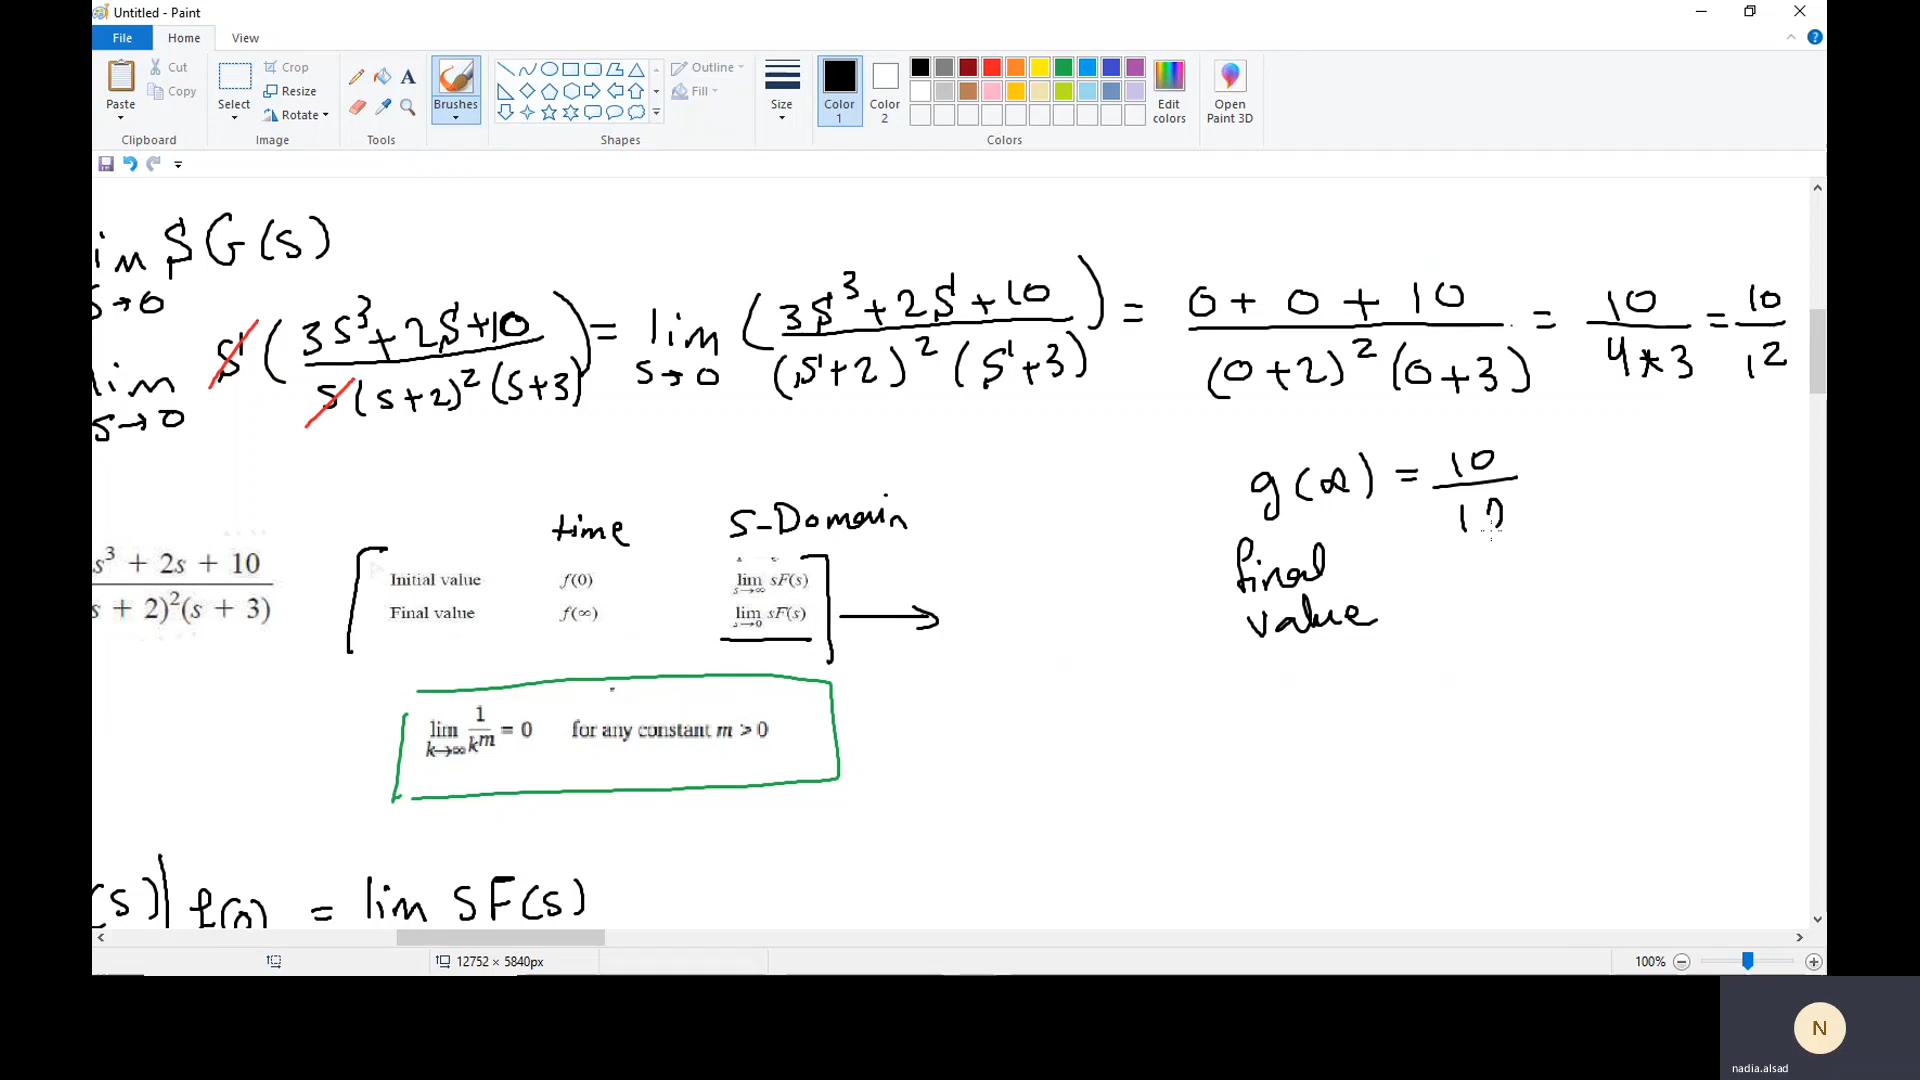 Untitled - Paint
File Home View
Paste Cut Copy Clipboard
Select Crop Resize Rotate Image
A Tools
Brushes
Outline Fill Shapes
Size
Color 1 Color 2 Edit colors Colors
Open Paint 3D
im SG(s)
s→0
lim s→0 S(3S³+2S+10 / S(S+2)²(S+3)) = lim s→0 (3S³+2S+10 / (S+2)²(S+3)) = 0+0+10 / (0+2)²(0+3) = 10 / 4*3 = 10 / 12
g(∞) = 10 /
final
value
time S-Domain
s³ + 2s + 10
s + 2)²(s + 3)
Initial value f(0) lim s→∞ sF(s)
Final value f(∞) lim s→0 sF(s)
lim k→∞ 1/k^m = 0 for any constant m > 0
(s) f(0) = lim SF(s)
12752 × 5840px
100%
N
nadia.alsad